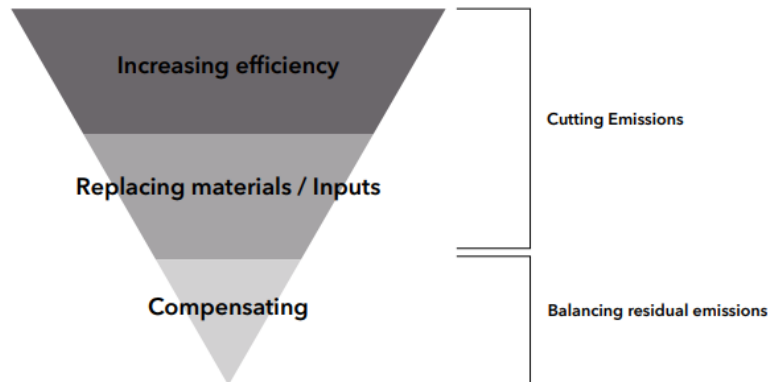 Increasing efficiency
Cutting Emissions
Replacing materials / Inputs
Compensating
Balancing residual emissions